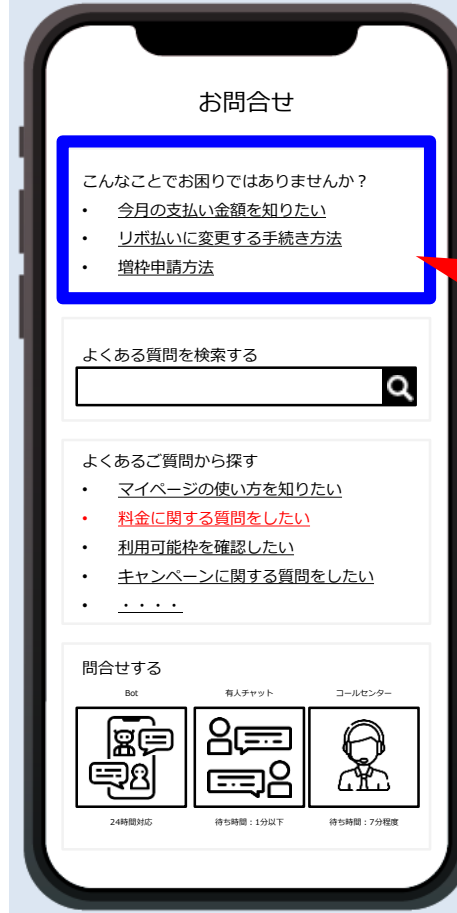 お問合せ
こんなことでお困りではありませんか？
• 今月の支払い金額を知りたい
• リボ払いに変更する手続き方法
• 増枠申請方法
よくある質問を検索する
よくあるご質問から探す
• マイページの使い方を知りたい
• 料金に関する質問をしたい
• 利用可能枠を確認したい
• キャンペーンに関する質問をしたい
• ・・・・
問合せする
Bot 有人チャット コールセンター
24時間対応 待ち時間：1分以下 待ち時間：7分程度